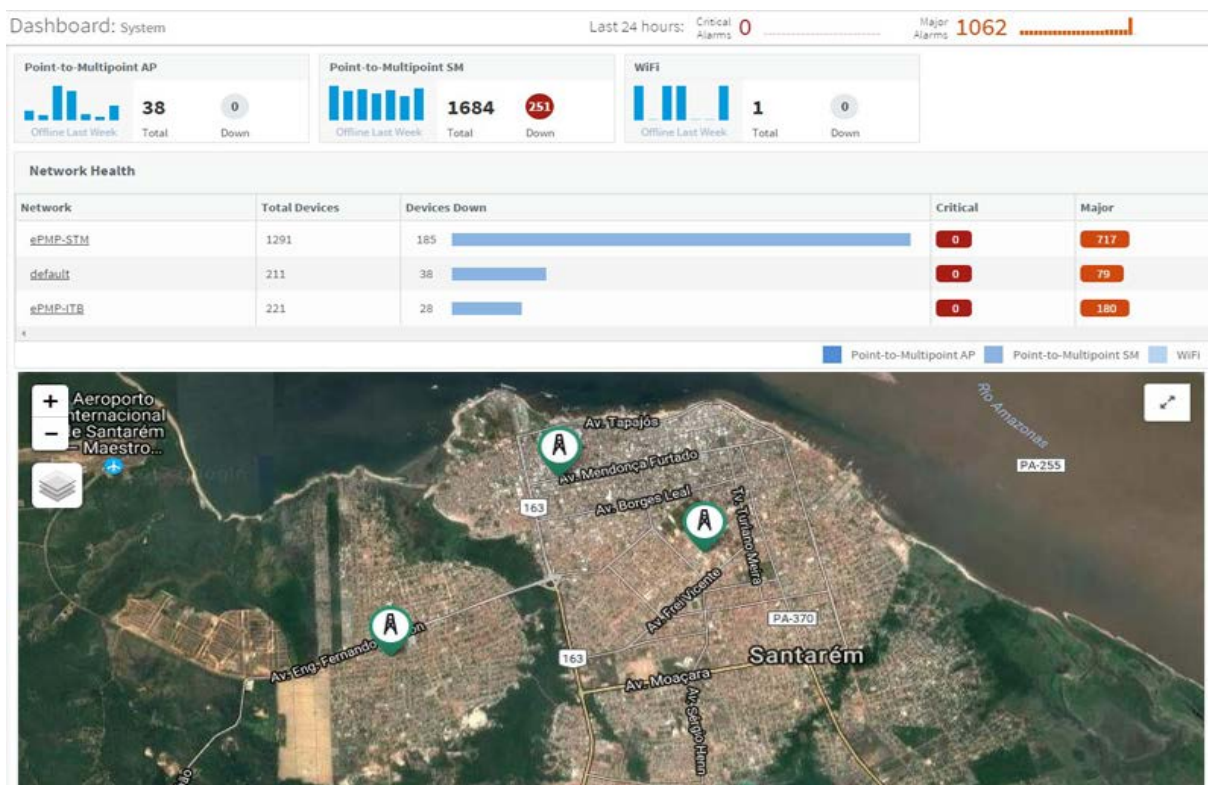 Dashboard: System
Last 24 hours: Critical Alarms 0
Major Alarms 1062
Point-to-Multipoint AP
38
0
Offline Last Week
Total
Down
Point-to-Multipoint SM
1684
251
Offline Last Week
Total
Down
WiFi
1
0
Offline Last Week
Total
Down
Network Health
Network Total Devices Devices Down Critical Major
ePMP-STM 1291 185 0 717
default 211 38 0 79
ePMP-ITB 221 28 0 180
Point-to-Multipoint AP Point-to-Multipoint SM WiFi
+
−
Aeroporto
Internacional
de Santarém
– Maestro...
Av. Tapajós
Av. Mendonça Furtado
Rio Amazonas
PA-255
163
Av. Borges Leal
Tv. Turiano Meira
Av. Frei Vicente
PA-370
Av. Eng. Fernando
163
Santarém
Av. Moaçara
Av. Sérgio Henn